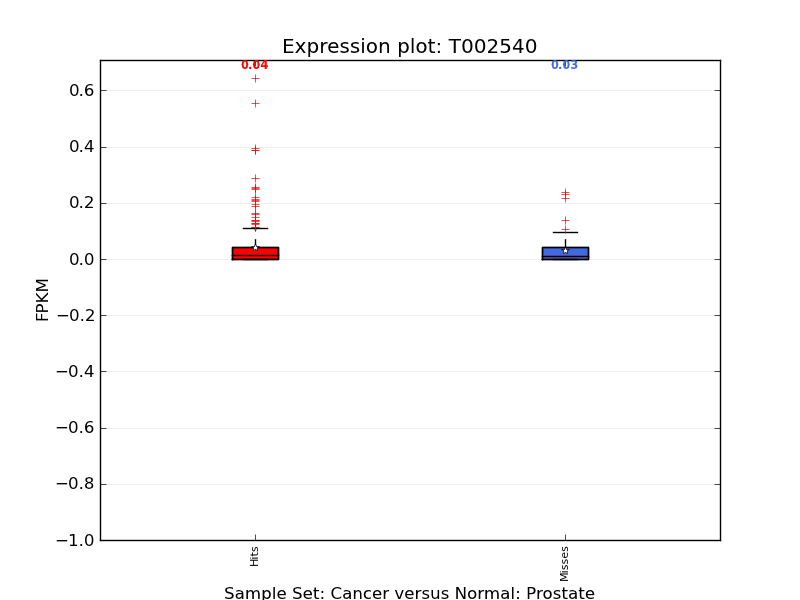 Expression plot: T002540
0.04 0.03
0.6
0.4
0.2
0.0
−0.2
−0.4
−0.6
−0.8
−1.0
FPKM
Hits Misses
Sample Set: Cancer versus Normal: Prostate